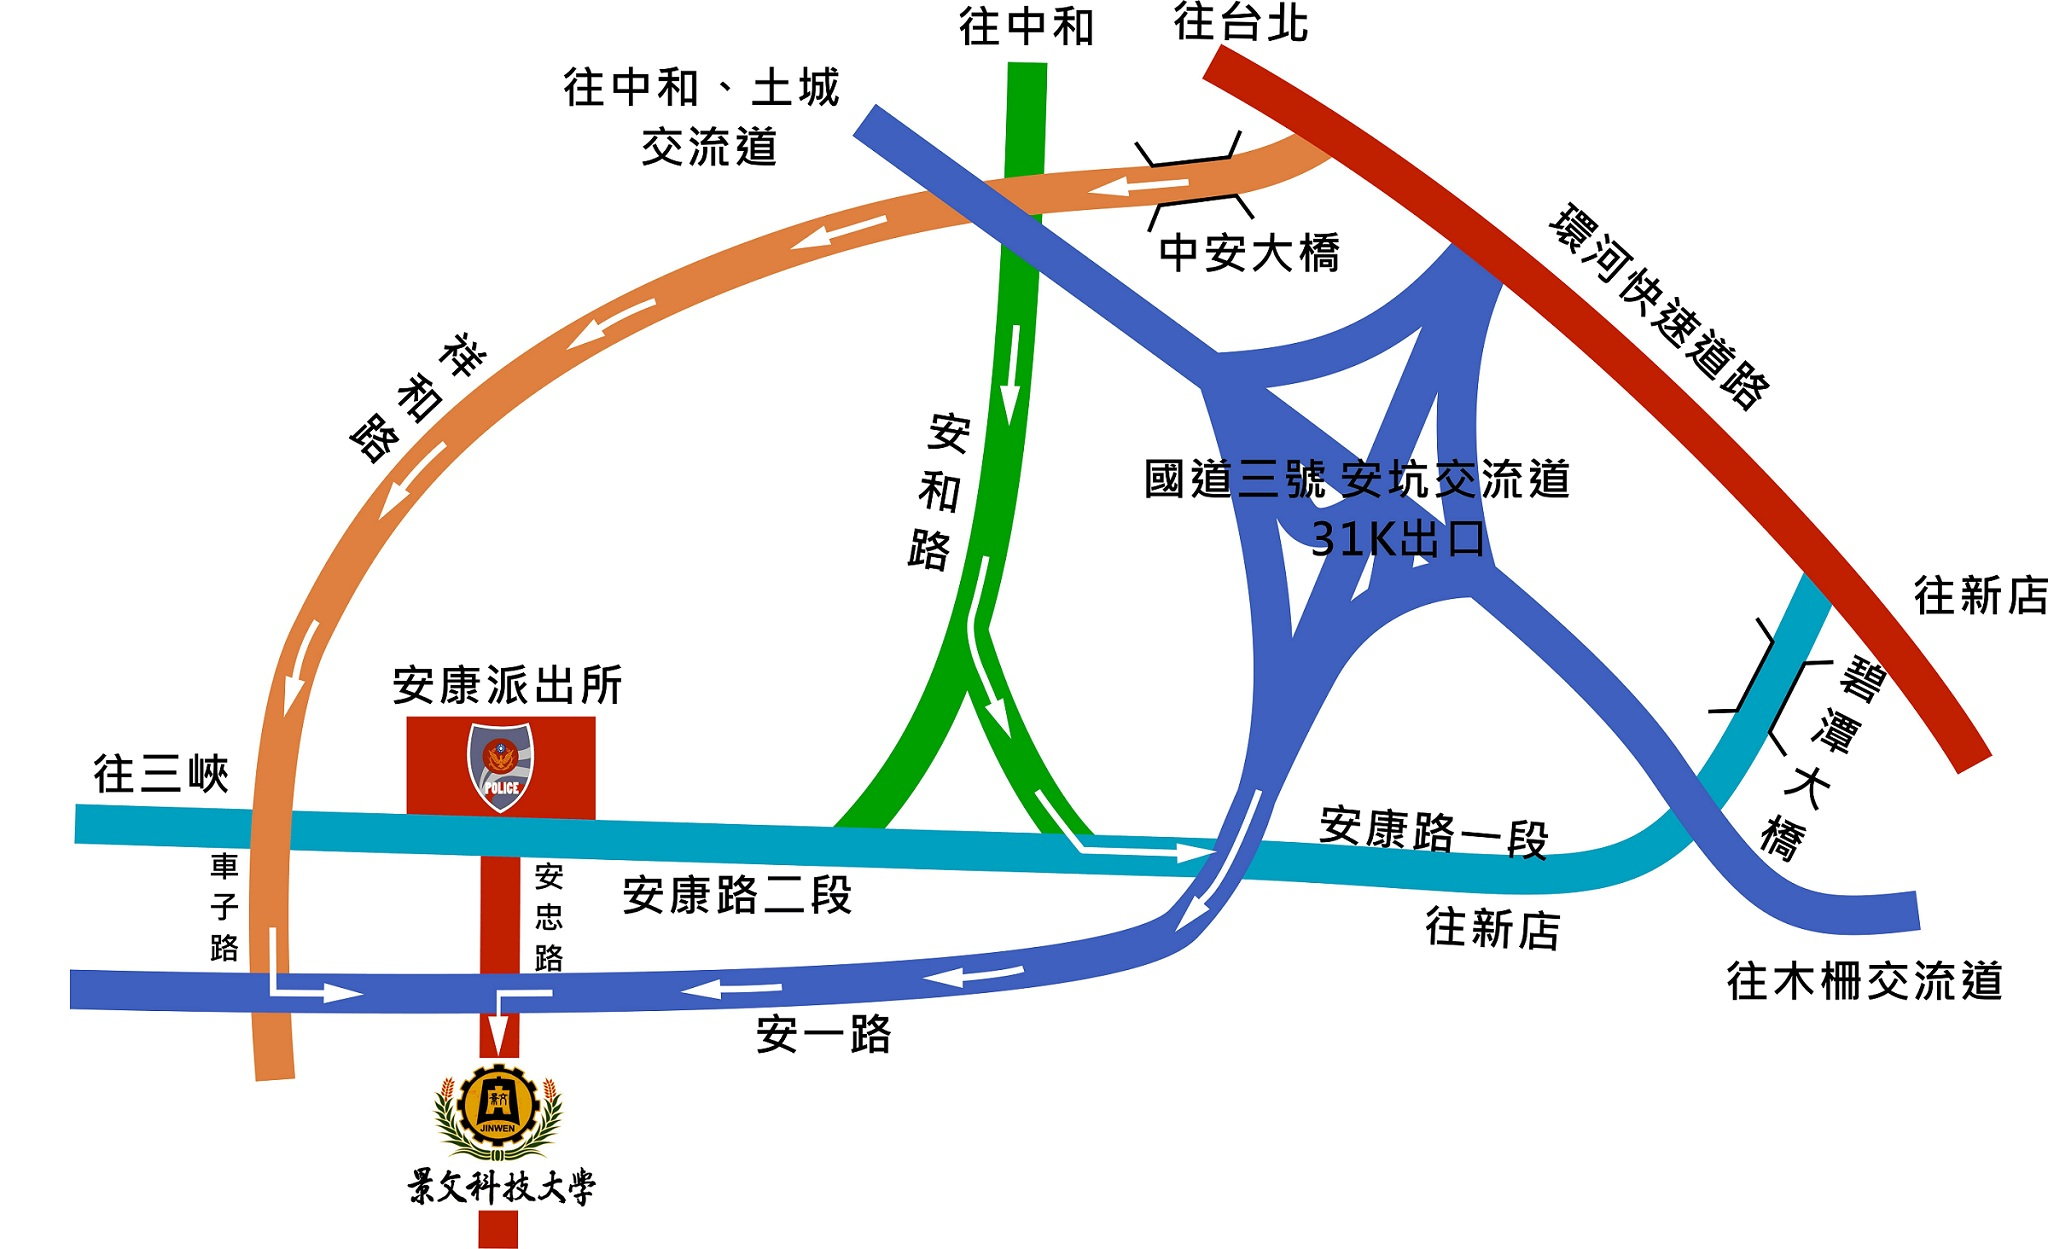 往中和
往台北
往中和、土城
交流道
中安大橋
環河快速道路
祥和路
安和路
國道三號 安坑交流道
31K出口
往新店
碧潭大橋
安康派出所
POLICE
往三峽
安康路一段
車子路
安忠路
安康路二段
往新店
往木柵交流道
安一路
景文
JINWEN
景文科技大學